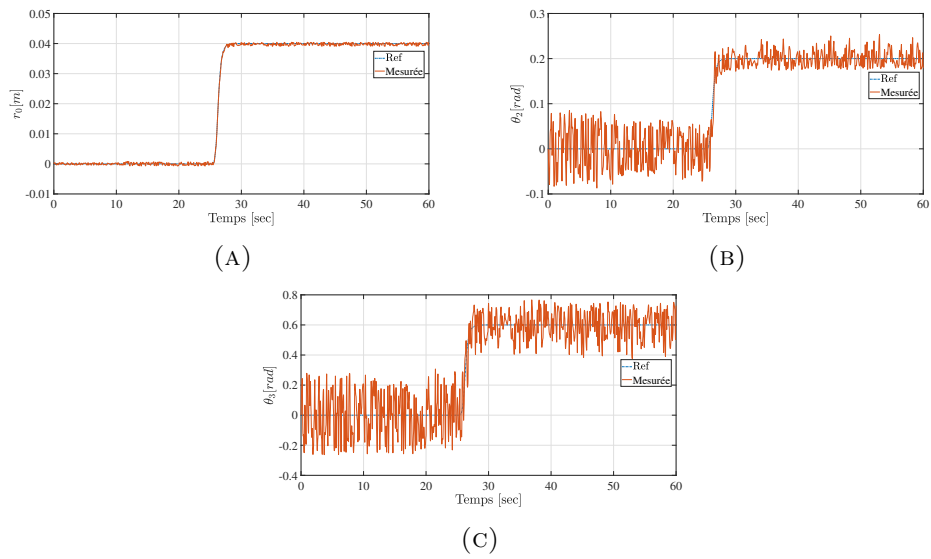 0.05
0.04
0.03
0.02
0.01
0
-0.01
r₀[m]
0 10 20 30 40 50 60
Temps [sec]
Ref
Mesurée
(A)
0.3
0.2
0.1
0
-0.1
θ₂[rad]
0 10 20 30 40 50 60
Temps [sec]
Ref
Mesurée
(B)
0.8
0.6
0.4
0.2
0
-0.2
-0.4
θ₃[rad]
0 10 20 30 40 50 60
Temps [sec]
Ref
Mesurée
(C)